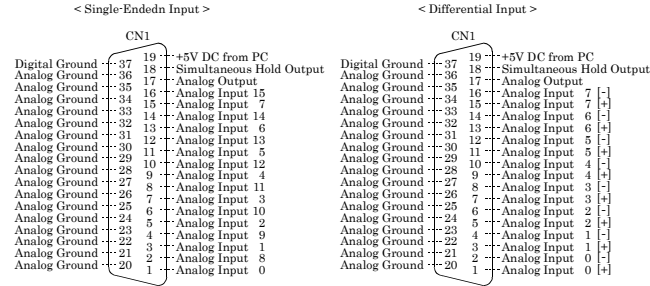 < Single-Endedn Input >
CN1
19 +5V DC from PC
Digital Ground 37
18 Simultaneous Hold Output
Analog Ground 36
17 Analog Output
Analog Ground 35
16 Analog Input 15
Analog Ground 34
15 Analog Input 7
Analog Ground 33
14 Analog Input 14
Analog Ground 32
13 Analog Input 6
Analog Ground 31
12 Analog Input 13
Analog Ground 30
11 Analog Input 5
Analog Ground 29
10 Analog Input 12
Analog Ground 28
9 Analog Input 4
Analog Ground 27
8 Analog Input 11
Analog Ground 26
7 Analog Input 3
Analog Ground 25
6 Analog Input 10
Analog Ground 24
5 Analog Input 2
Analog Ground 23
4 Analog Input 9
Analog Ground 22
3 Analog Input 1
Analog Ground 21
2 Analog Input 8
Analog Ground 20
1 Analog Input 0
< Differential Input >
CN1
19 +5V DC from PC
Digital Ground 37
18 Simultaneous Hold Output
Analog Ground 36
17 Analog Output
Analog Ground 35
16 Analog Input 7 [-]
Analog Ground 34
15 Analog Input 7 [+]
Analog Ground 33
14 Analog Input 6 [-]
Analog Ground 32
13 Analog Input 6 [+]
Analog Ground 31
12 Analog Input 5 [-]
Analog Ground 30
11 Analog Input 5 [+]
Analog Ground 29
10 Analog Input 4 [-]
Analog Ground 28
9 Analog Input 4 [+]
Analog Ground 27
8 Analog Input 3 [-]
Analog Ground 26
7 Analog Input 3 [+]
Analog Ground 25
6 Analog Input 2 [-]
Analog Ground 24
5 Analog Input 2 [+]
Analog Ground 23
4 Analog Input 1 [-]
Analog Ground 22
3 Analog Input 1 [+]
Analog Ground 21
2 Analog Input 0 [-]
Analog Ground 20
1 Analog Input 0 [+]